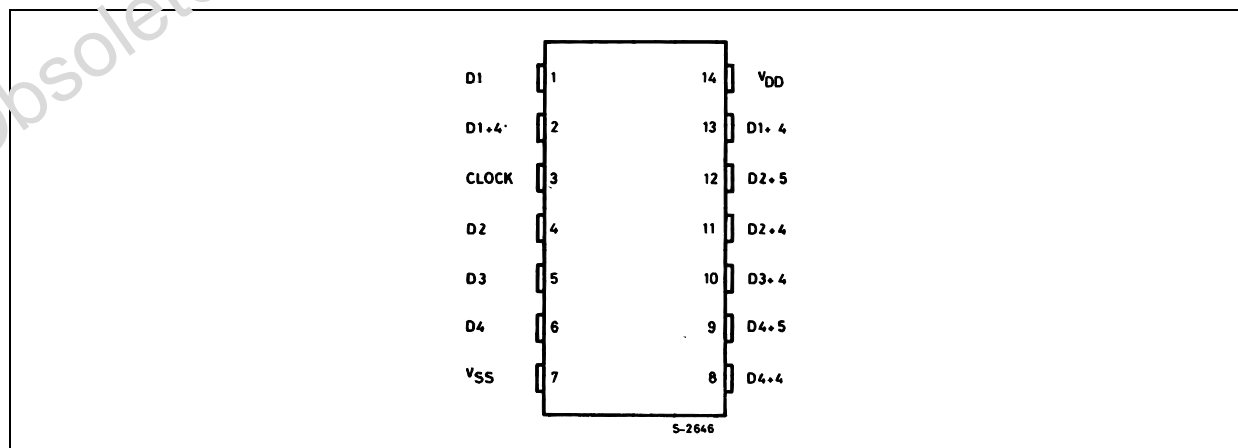 Obsolete
D1 1 14 VDD
D1+4 2 13 D1+4
CLOCK 3 12 D2+5
D2 4 11 D2+4
D3 5 10 D3+4
D4 6 9 D4+5
VSS 7 8 D4+4
S-2646